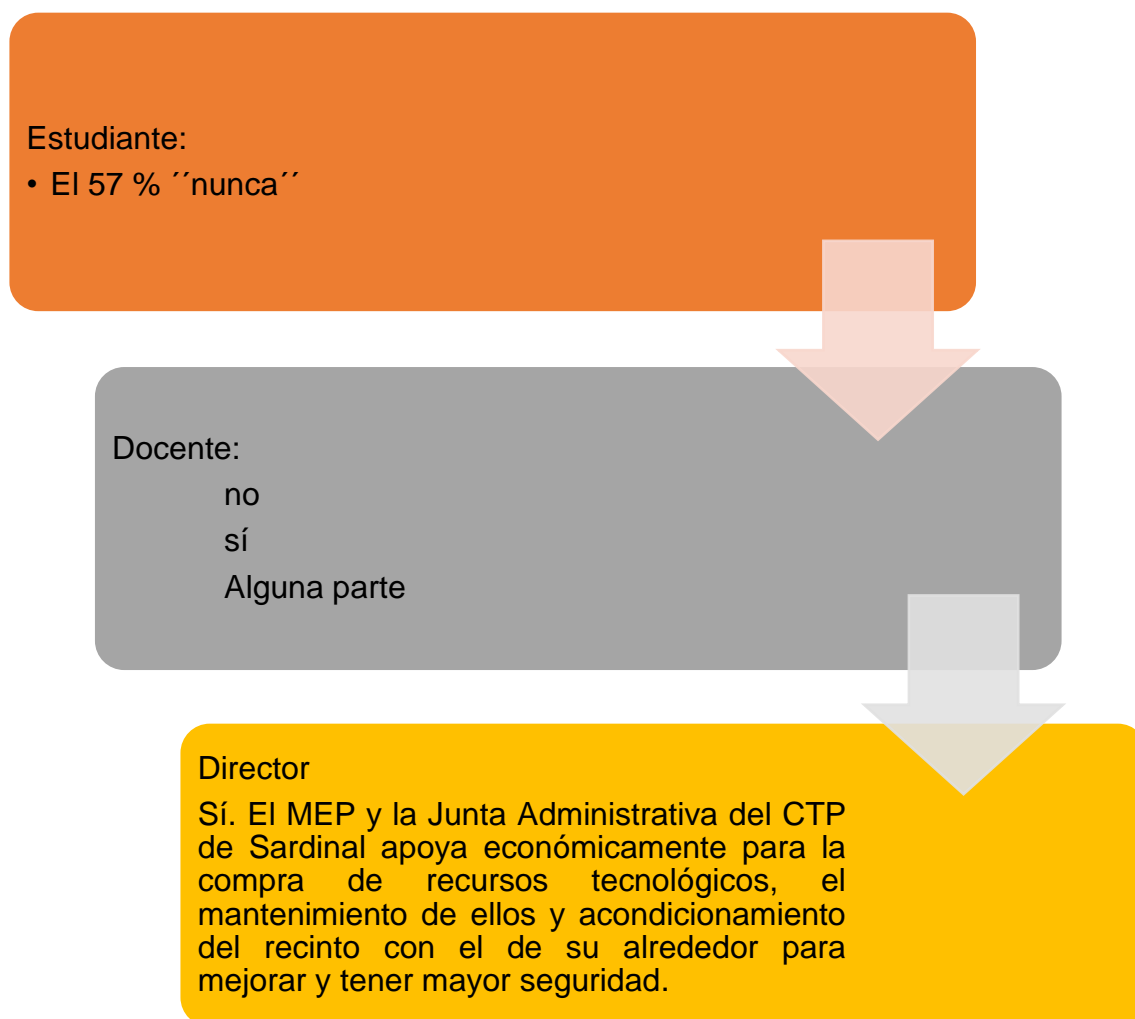 Estudiante:
• El 57 % ´´nunca´´
Docente:
no
sí
Alguna parte
Director
Sí. El MEP y la Junta Administrativa del CTP
de Sardinal apoya económicamente para la
compra de recursos tecnológicos, el
mantenimiento de ellos y acondicionamiento
del recinto con el de su alrededor para
mejorar y tener mayor seguridad.